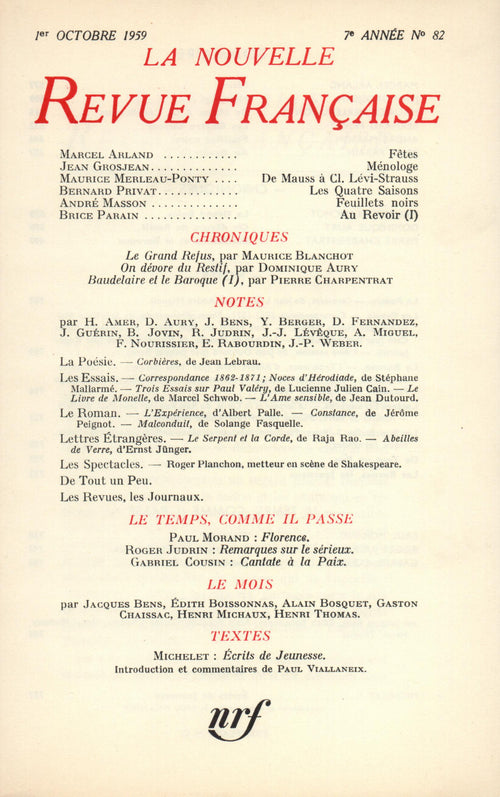 1er OCTOBRE 1959 7e ANNÉE No 82
LA NOUVELLE
REVUE FRANÇAISE
MARCEL ARLAND ............ Fêtes
JEAN GROSJEAN ............ Ménologe
MAURICE MERLEAU-PONTY .... De Mauss à Cl. Lévi-Strauss
BERNARD PRIVAT ............ Les Quatre Saisons
ANDRÉ MASSON ............. Feuillets noirs
BRICE PARAIN .............. Au Revoir (I)
CHRONIQUES
Le Grand Refus, par MAURICE BLANCHOT
On dévore du Restif, par DOMINIQUE AURY
Baudelaire et le Baroque (I), par PIERRE CHARPENTRAT
NOTES
par H. AMER, D. AURY, J. BENS, Y. BERGER, D. FERNANDEZ,
J. GUÉRIN, B. JOVIN, R. JUDRIN, J.-J. LÉVÊQUE, A. MIGUEL,
F. NOURISSIER, E. RABOURDIN, J.-P. WEBER.
La Poésie. — Corbières, de Jean Lebrau.
Les Essais. — Correspondance 1862-1871; Noces d'Hérodiade, de Stéphane
Mallarmé. — Trois Essais sur Paul Valéry, de Lucienne Julien Cain. — Le
Livre de Monelle, de Marcel Schwob. — L'Ame sensible, de Jean Dutourd.
Le Roman. — L'Expérience, d'Albert Palle. — Constance, de Jérôme
Peignot. — Malconduit, de Solange Fasquelle.
Lettres Étrangères. — Le Serpent et la Corde, de Raja Rao. — Abeilles
de Verre, d'Ernst Jünger.
Les Spectacles. — Roger Planchon, metteur en scène de Shakespeare.
De Tout un Peu.
Les Revues, les Journaux.
LE TEMPS, COMME IL PASSE
PAUL MORAND : Florence.
ROGER JUDRIN : Remarques sur le sérieux.
GABRIEL COUSIN : Cantate à la Paix.
LE MOIS
par JACQUES BENS, ÉDITH BOISSONNAS, ALAIN BOSQUET, GASTON
CHAISSAC, HENRI MICHAUX, HENRI THOMAS.
TEXTES
MICHELET : Écrits de Jeunesse.
Introduction et commentaires de PAUL VIALLANEIX.
nrf